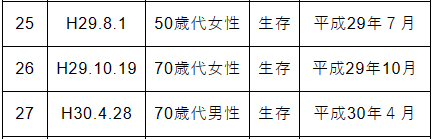 25 H29.8.1 50歳代女性 生存 平成29年７月
26 H29.10.19 70歳代女性 生存 平成29年10月
27 H30.4.28 70歳代男性 生存 平成30年４月